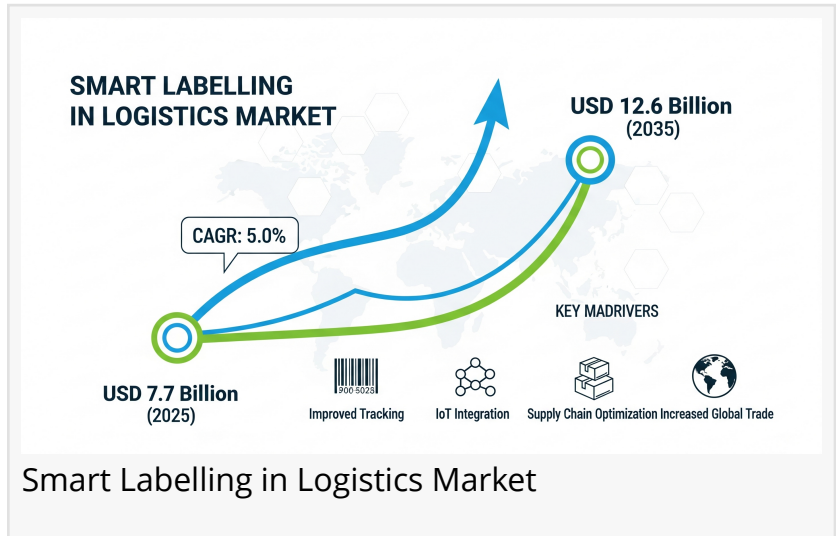 SMART LABELLING
IN LOGISTICS MARKET
USD 12.6 Billion
(2035)
CAGR: 5.0%
KEY MADRIVERS
USD 7.7 Billion
(2025)
900-5028
Improved Tracking
IoT Integration
Supply Chain Optimization
Increased Global Trade
Smart Labelling in Logistics Market